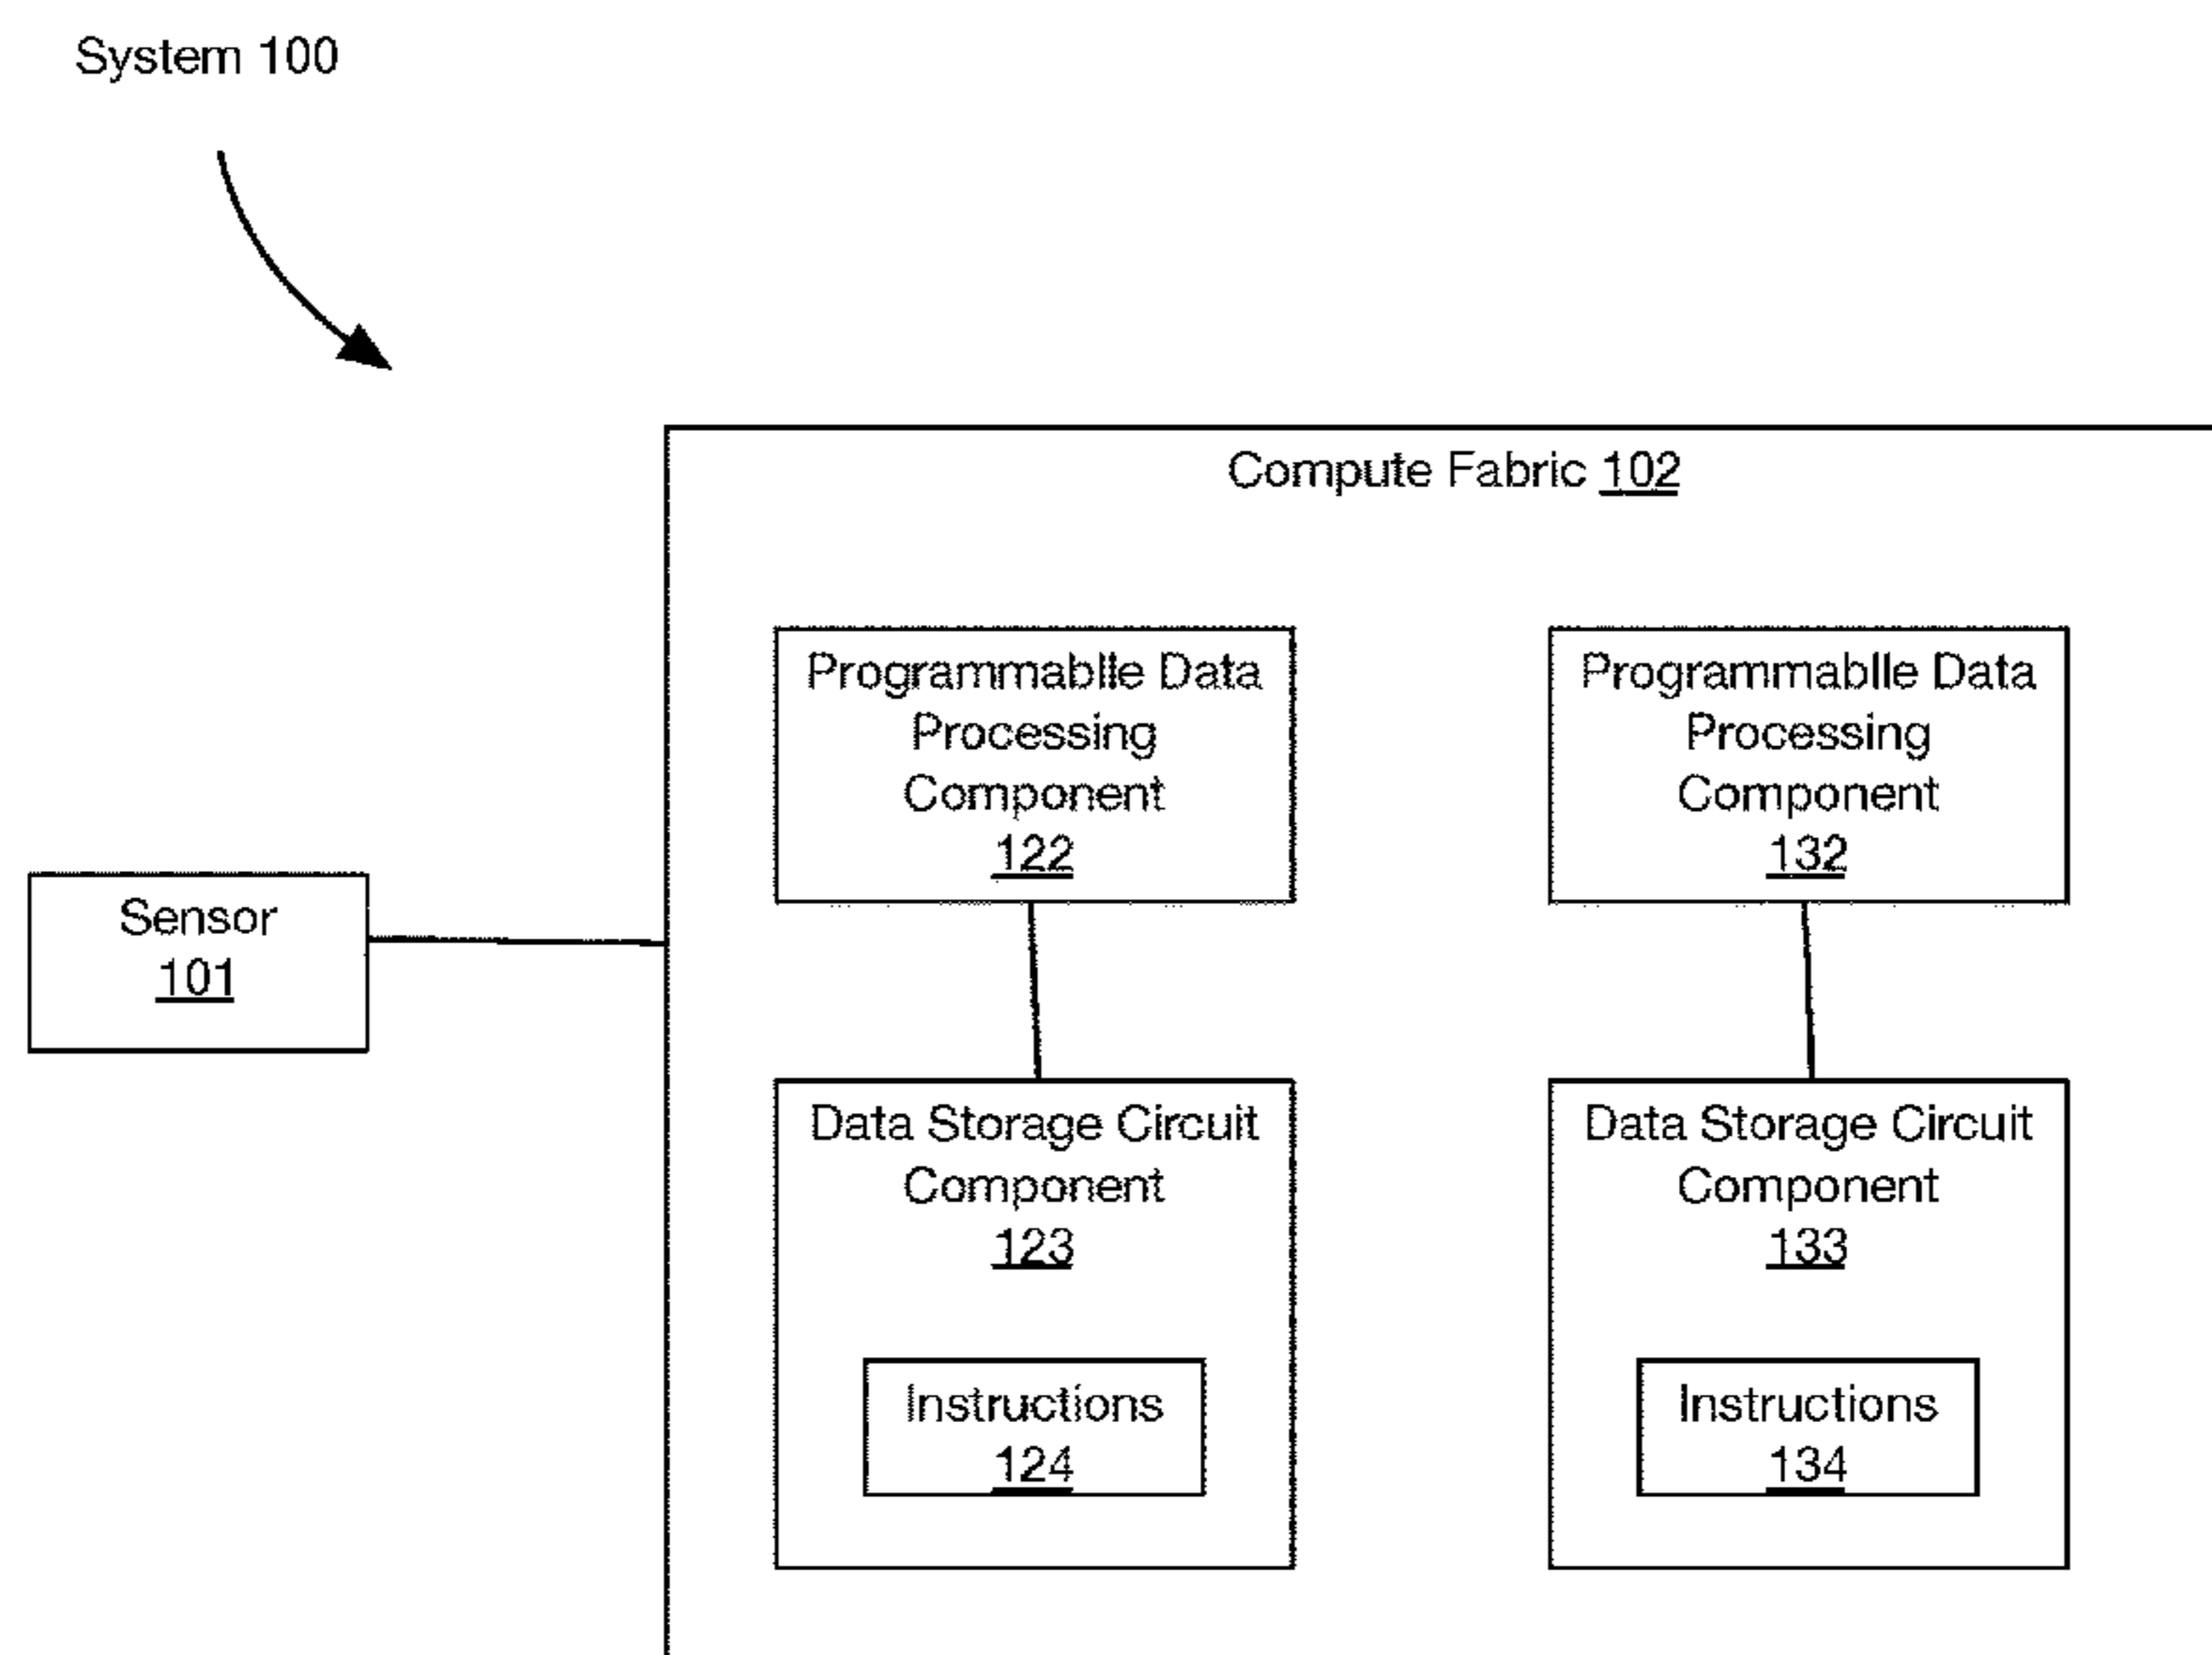 System 100
Compute Fabric 102
Programmablle Data
Processing
Component
122
Programmablle Data
Processing
Component
132
Sensor
101
Data Storage Circuit
Component
123
Data Storage Circuit
Component
133
Instructions
124
Instructions
134